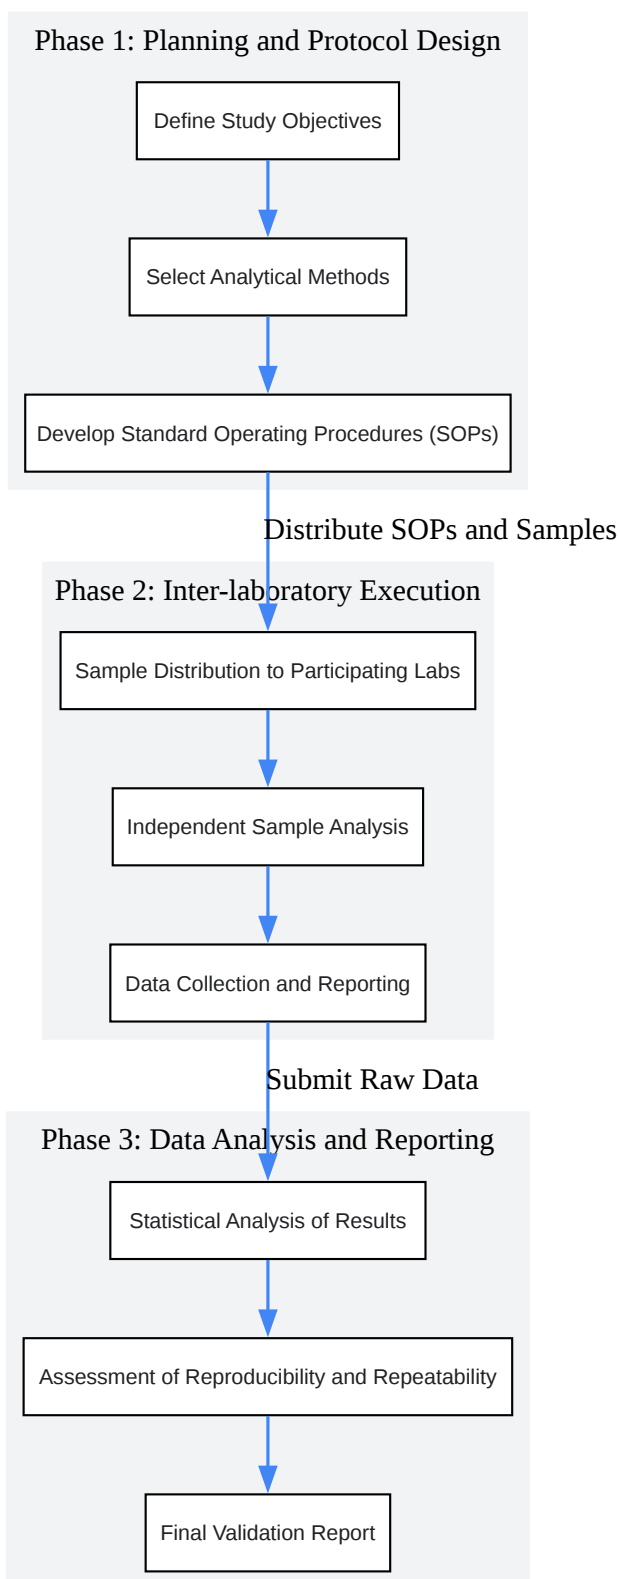 Phase 1: Planning and Protocol Design
Define Study Objectives
Select Analytical Methods
Develop Standard Operating Procedures (SOPs)
Distribute SOPs and Samples
Phase 2: Inter-laboratory Execution
Sample Distribution to Participating Labs
Independent Sample Analysis
Data Collection and Reporting
Submit Raw Data
Phase 3: Data Analysis and Reporting
Statistical Analysis of Results
Assessment of Reproducibility and Repeatability
Final Validation Report